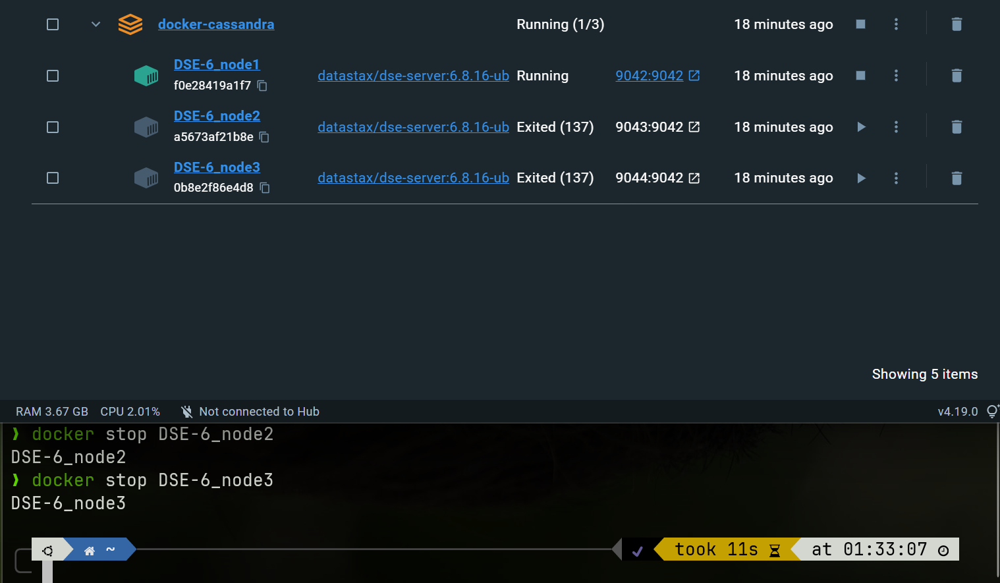 docker-cassandra Running (1/3) 18 minutes ago
DSE-6_node1
f0e28419a1f7 datastax/dse-server:6.8.16-ub Running 9042:9042 18 minutes ago
DSE-6_node2
a5673af21b8e datastax/dse-server:6.8.16-ub Exited (137) 9043:9042 18 minutes ago
DSE-6_node3
0b8e2f86e4d8 datastax/dse-server:6.8.16-ub Exited (137) 9044:9042 18 minutes ago
Showing 5 items
RAM 3.67 GB CPU 2.01% Not connected to Hub v4.19.0
❯ docker stop DSE-6_node2
DSE-6_node2
❯ docker stop DSE-6_node3
DSE-6_node3
~ took 11s at 01:33:07